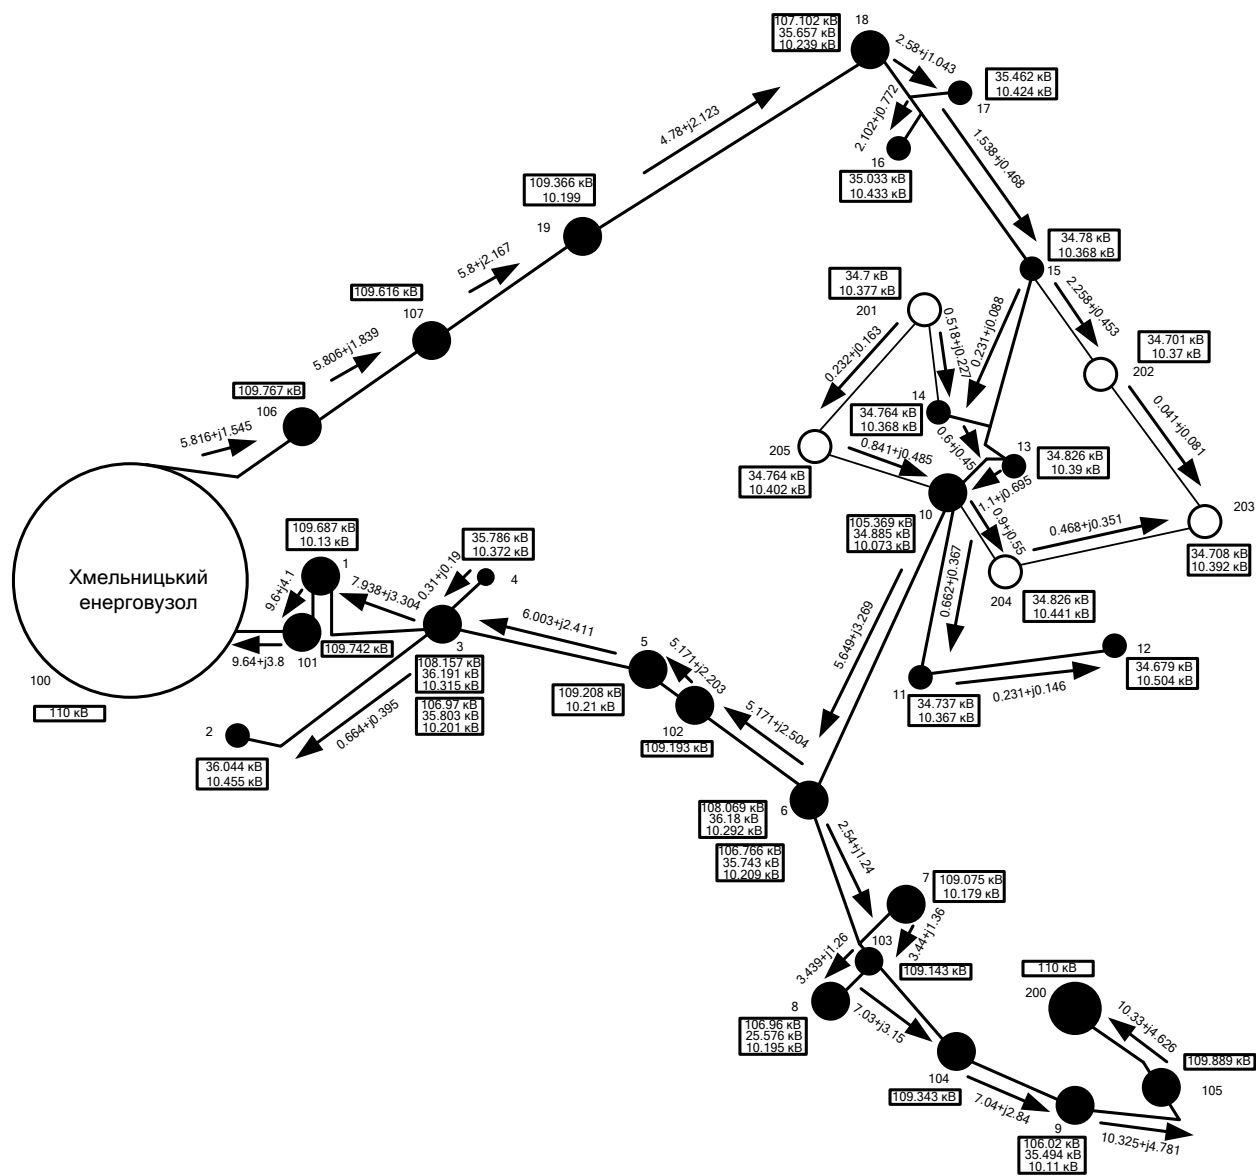 107.102 кВ
35.657 кВ
10.239 кВ
18
2.58+j1.043
35.462 кВ
10.424 кВ
17
2.102+j0.772
16
35.033 кВ
10.433 кВ
1.538+j0.468
4.78+j2.123
109.366 кВ
10.199
19
5.8+j2.167
109.616 кВ
107
5.806+j1.839
109.767 кВ
106
5.816+j1.545
34.78 кВ
10.368 кВ
15
2.258+j0.453
34.7 кВ
10.377 кВ
201
0.518+j0.227
0.231+j0.088
0.232+j0.163
34.701 кВ
10.37 кВ
202
0.041+j0.081
14
34.764 кВ
10.368 кВ
0.6+j0.45
13
34.826 кВ
10.39 кВ
205
0.841+j0.485
34.764 кВ
10.402 кВ
1.1+j0.695
10
105.369 кВ
34.885 кВ
10.073 кВ
0.9+j0.55
0.468+j0.351
203
34.708 кВ
10.392 кВ
204
34.826 кВ
10.441 кВ
0.662+j0.367
5.649+j3.269
Хмельницький
енерговузол
100
110 кВ
109.687 кВ
10.13 кВ
1
9.6+j4.1
7.938+j3.304
101
109.742 кВ
9.64+j3.8
35.786 кВ
10.372 кВ
4
0.31+j0.19
3
108.157 кВ
36.191 кВ
10.315 кВ
106.97 кВ
35.803 кВ
10.201 кВ
2
36.044 кВ
10.455 кВ
0.664+j0.395
6.003+j2.411
5
109.208 кВ
10.21 кВ
5.171+j2.203
102
109.193 кВ
5.171+j2.504
12
34.679 кВ
10.504 кВ
11
34.737 кВ
10.367 кВ
0.231+j0.146
6
108.069 кВ
36.18 кВ
10.292 кВ
106.766 кВ
35.743 кВ
10.209 кВ
2.54+j1.24
7
109.075 кВ
10.179 кВ
3.44+j1.36
103
109.143 кВ
3.439+j1.26
8
106.96 кВ
25.576 кВ
10.195 кВ
7.03+j3.15
104
109.343 кВ
7.04+j2.84
110 кВ
200
10.33+j4.626
109.889 кВ
105
9
106.02 кВ
35.494 кВ
10.11 кВ
10.325+j4.781